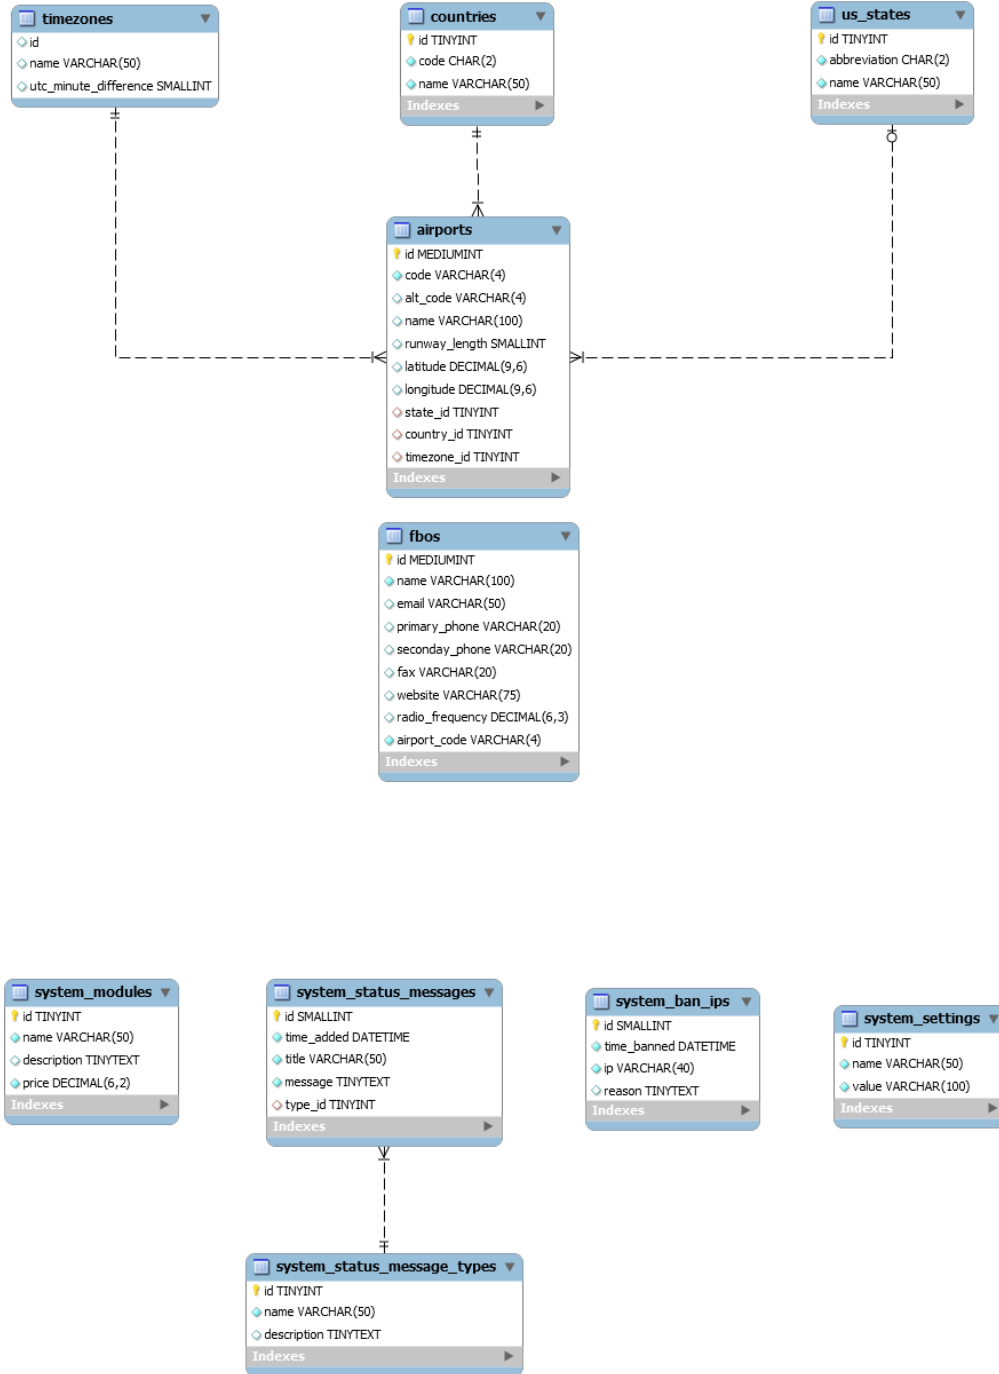 timezones
id
name VARCHAR(50)
utc_minute_difference SMALLINT
countries
id TINYINT
code CHAR(2)
name VARCHAR(50)
Indexes
us_states
id TINYINT
abbreviation CHAR(2)
name VARCHAR(50)
Indexes
airports
id MEDIUMINT
code VARCHAR(4)
alt_code VARCHAR(4)
name VARCHAR(100)
runway_length SMALLINT
latitude DECIMAL(9,6)
longitude DECIMAL(9,6)
state_id TINYINT
country_id TINYINT
timezone_id TINYINT
Indexes
fbos
id MEDIUMINT
name VARCHAR(100)
email VARCHAR(50)
primary_phone VARCHAR(20)
seconday_phone VARCHAR(20)
fax VARCHAR(20)
website VARCHAR(75)
radio_frequency DECIMAL(6,3)
airport_code VARCHAR(4)
Indexes
system_modules
id TINYINT
name VARCHAR(50)
description TINYTEXT
price DECIMAL(6,2)
Indexes
system_status_messages
id SMALLINT
time_added DATETIME
title VARCHAR(50)
message TINYTEXT
type_id TINYINT
Indexes
system_ban_ips
id SMALLINT
time_banned DATETIME
ip VARCHAR(40)
reason TINYTEXT
Indexes
system_settings
id TINYINT
name VARCHAR(50)
value VARCHAR(100)
Indexes
system_status_message_types
id TINYINT
name VARCHAR(50)
description TINYTEXT
Indexes